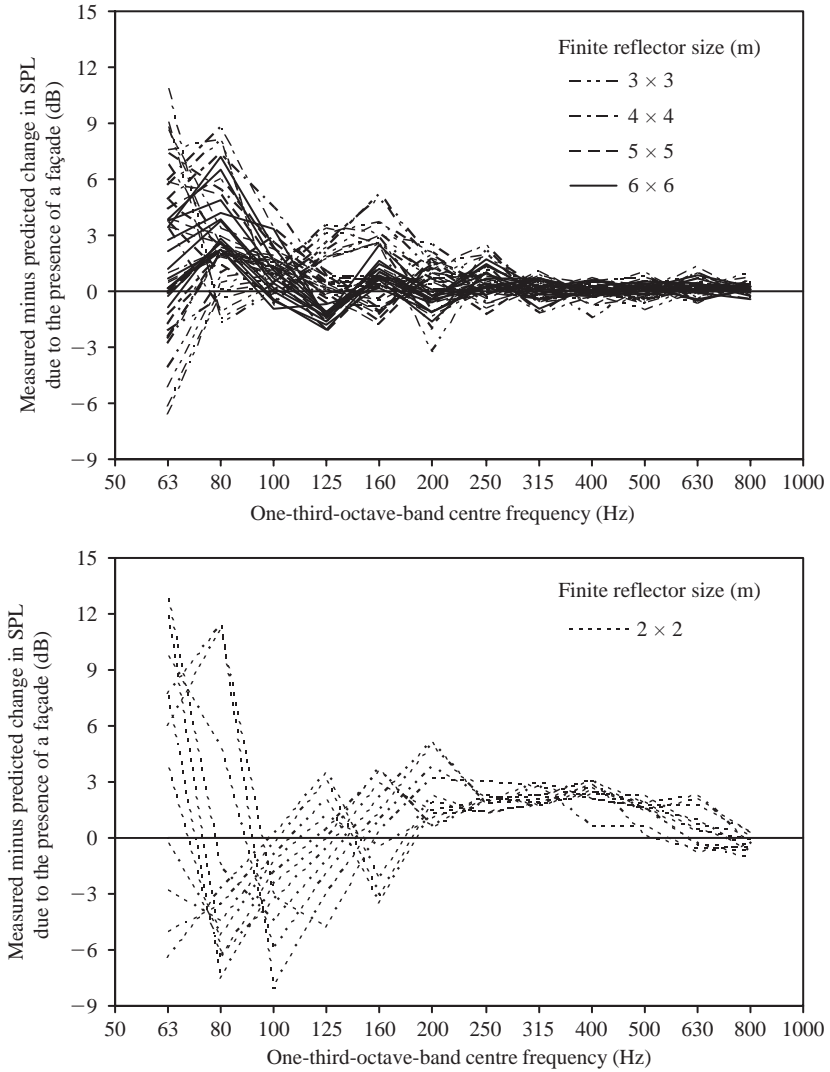 Measured minus predicted change in SPL
due to the presence of a façade (dB)
15
12
9
6
3
0
−3
−6
−9
Finite reflector size (m)
3 × 3
4 × 4
5 × 5
6 × 6
50 63 80 100 125 160 200 250 315 400 500 630 800 1000
One-third-octave-band centre frequency (Hz)
Measured minus predicted change in SPL
due to the presence of a façade (dB)
15
12
9
6
3
0
−3
−6
−9
Finite reflector size (m)
2 × 2
50 63 80 100 125 160 200 250 315 400 500 630 800 1000
One-third-octave-band centre frequency (Hz)